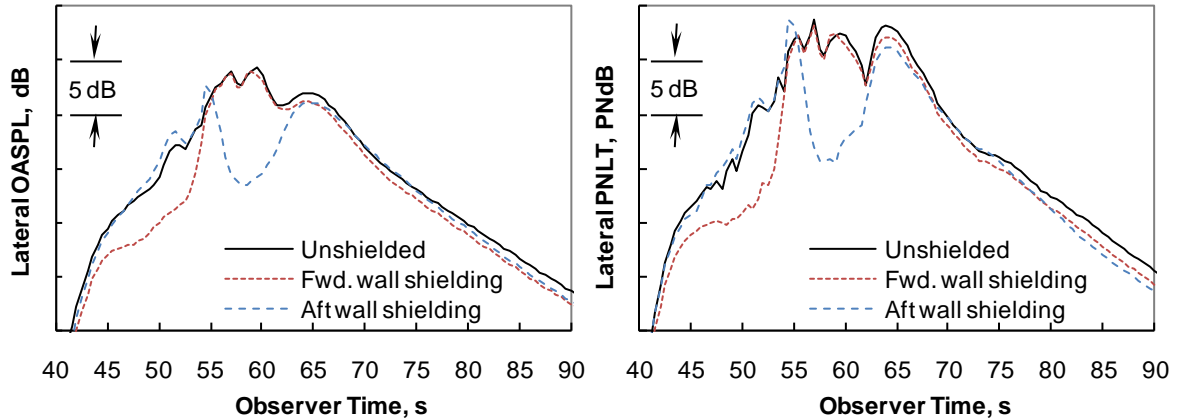 Lateral OASPL, dB
5 dB
Unshielded
Fwd. wall shielding
Aft wall shielding
40 45 50 55 60 65 70 75 80 85 90
Observer Time, s
Lateral PNLT, PNdB
5 dB
Unshielded
Fwd. wall shielding
Aft wall shielding
40 45 50 55 60 65 70 75 80 85 90
Observer Time, s